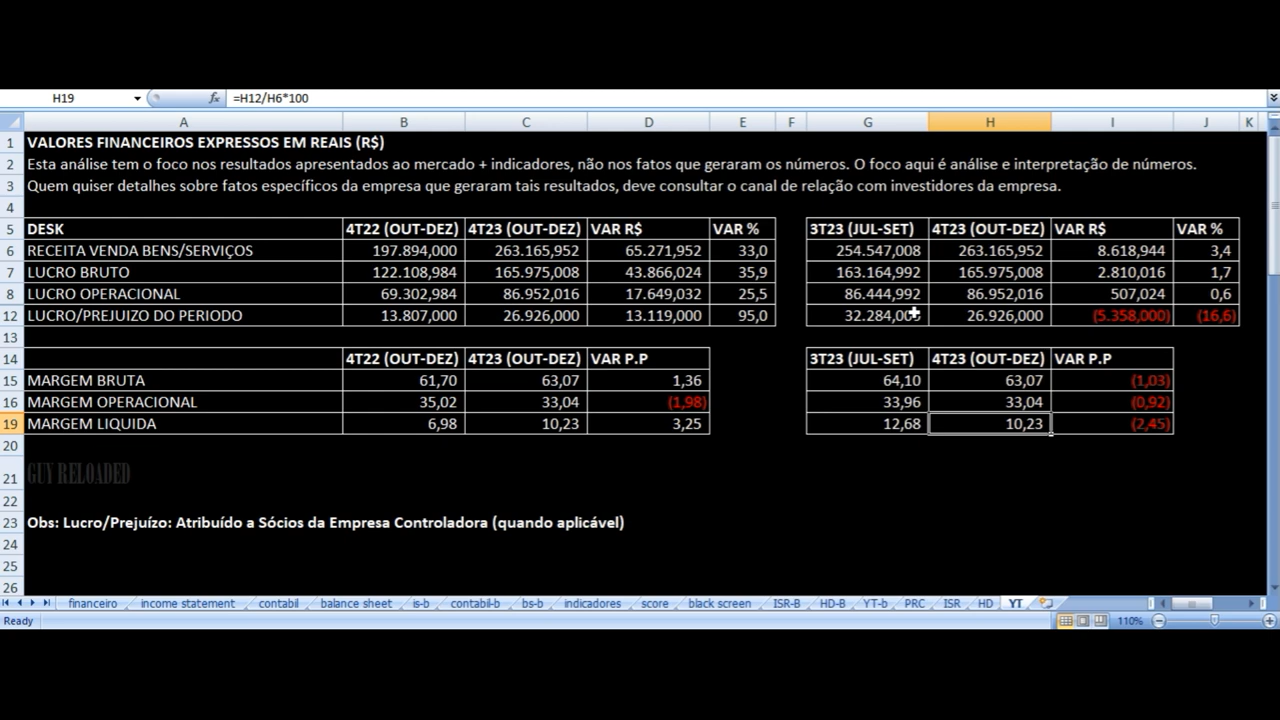 H19 fx =H12/H6*100
A B C D E F G H I J K
1 VALORES FINANCEIROS EXPRESSOS EM REAIS (R$)
2 Esta análise tem o foco nos resultados apresentados ao mercado + indicadores, não nos fatos que geraram os números. O foco aqui é análise e interpretação de números.
3 Quem quiser detalhes sobre fatos específicos da empresa que geraram tais resultados, deve consultar o canal de relação com investidores da empresa.
4
5 DESK 4T22 (OUT-DEZ) 4T23 (OUT-DEZ) VAR R$ VAR % 3T23 (JUL-SET) 4T23 (OUT-DEZ) VAR R$ VAR %
6 RECEITA VENDA BENS/SERVIÇOS 197.894,000 263.165,952 65.271,952 33,0 254.547,008 263.165,952 8.618,944 3,4
7 LUCRO BRUTO 122.108,984 165.975,008 43.866,024 35,9 163.164,992 165.975,008 2.810,016 1,7
8 LUCRO OPERACIONAL 69.302,984 86.952,016 17.649,032 25,5 86.444,992 86.952,016 507,024 0,6
12 LUCRO/PREJUIZO DO PERIODO 13.807,000 26.926,000 13.119,000 95,0 26.926,000 (5.358,000) (16,6)
13
14 4T22 (OUT-DEZ) 4T23 (OUT-DEZ) VAR P.P 3T23 (JUL-SET) 4T23 (OUT-DEZ) VAR P.P
15 MARGEM BRUTA 61,70 63,07 1,36 64,10 63,07 (1,03)
16 MARGEM OPERACIONAL 35,02 33,04 (1,98) 33,96 33,04 (0,92)
19 MARGEM LIQUIDA 6,98 10,23 3,25 12,68 10,23 (2,45)
20
21 GUY RELOADED
22
23 Obs: Lucro/Prejuízo: Atribuído a Sócios da Empresa Controladora (quando aplicável)
24
25
26
financeiro income statement contabil balance sheet is-b contabil-b bs-b indicadores score black screen ISR-B HD-B YT-b PRC ISR HD YT
Ready 110%